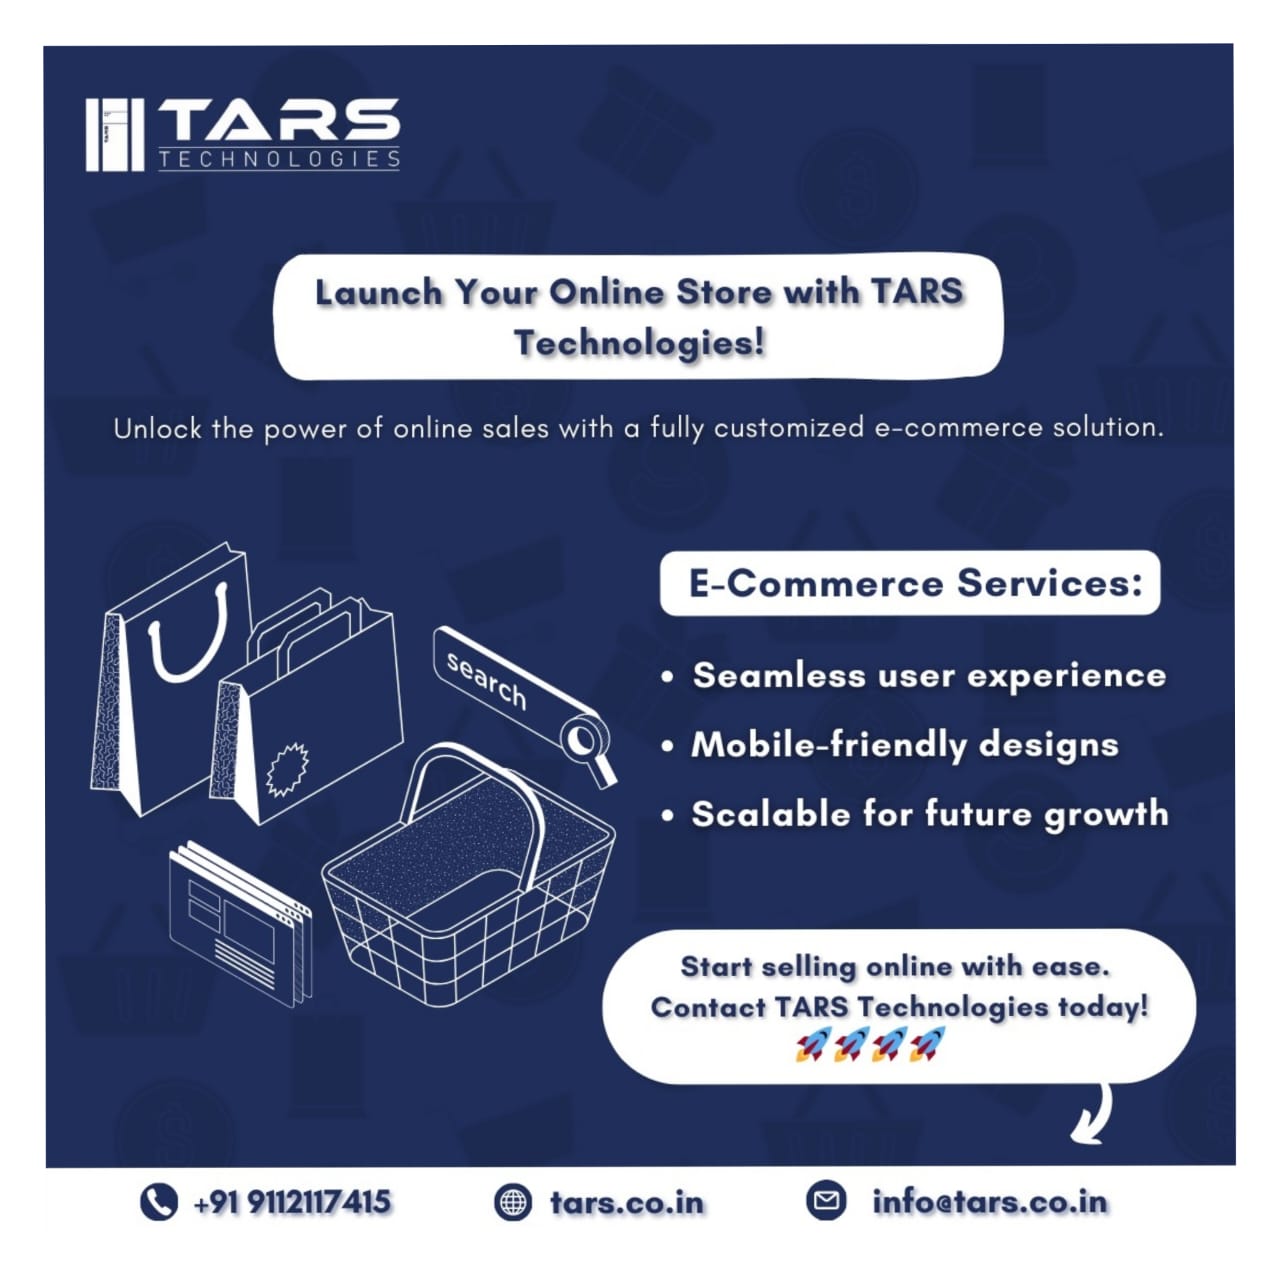 TARS
TECHNOLOGIES
Launch Your Online Store with TARS
Technologies!
Unlock the power of online sales with a fully customized e-commerce solution.
search
E-Commerce Services:
• Seamless user experience
• Mobile-friendly designs
• Scalable for future growth
Start selling online with ease.
Contact TARS Technologies today!
🚀🚀🚀🚀
+91 9112117415
tars.co.in
info@tars.co.in